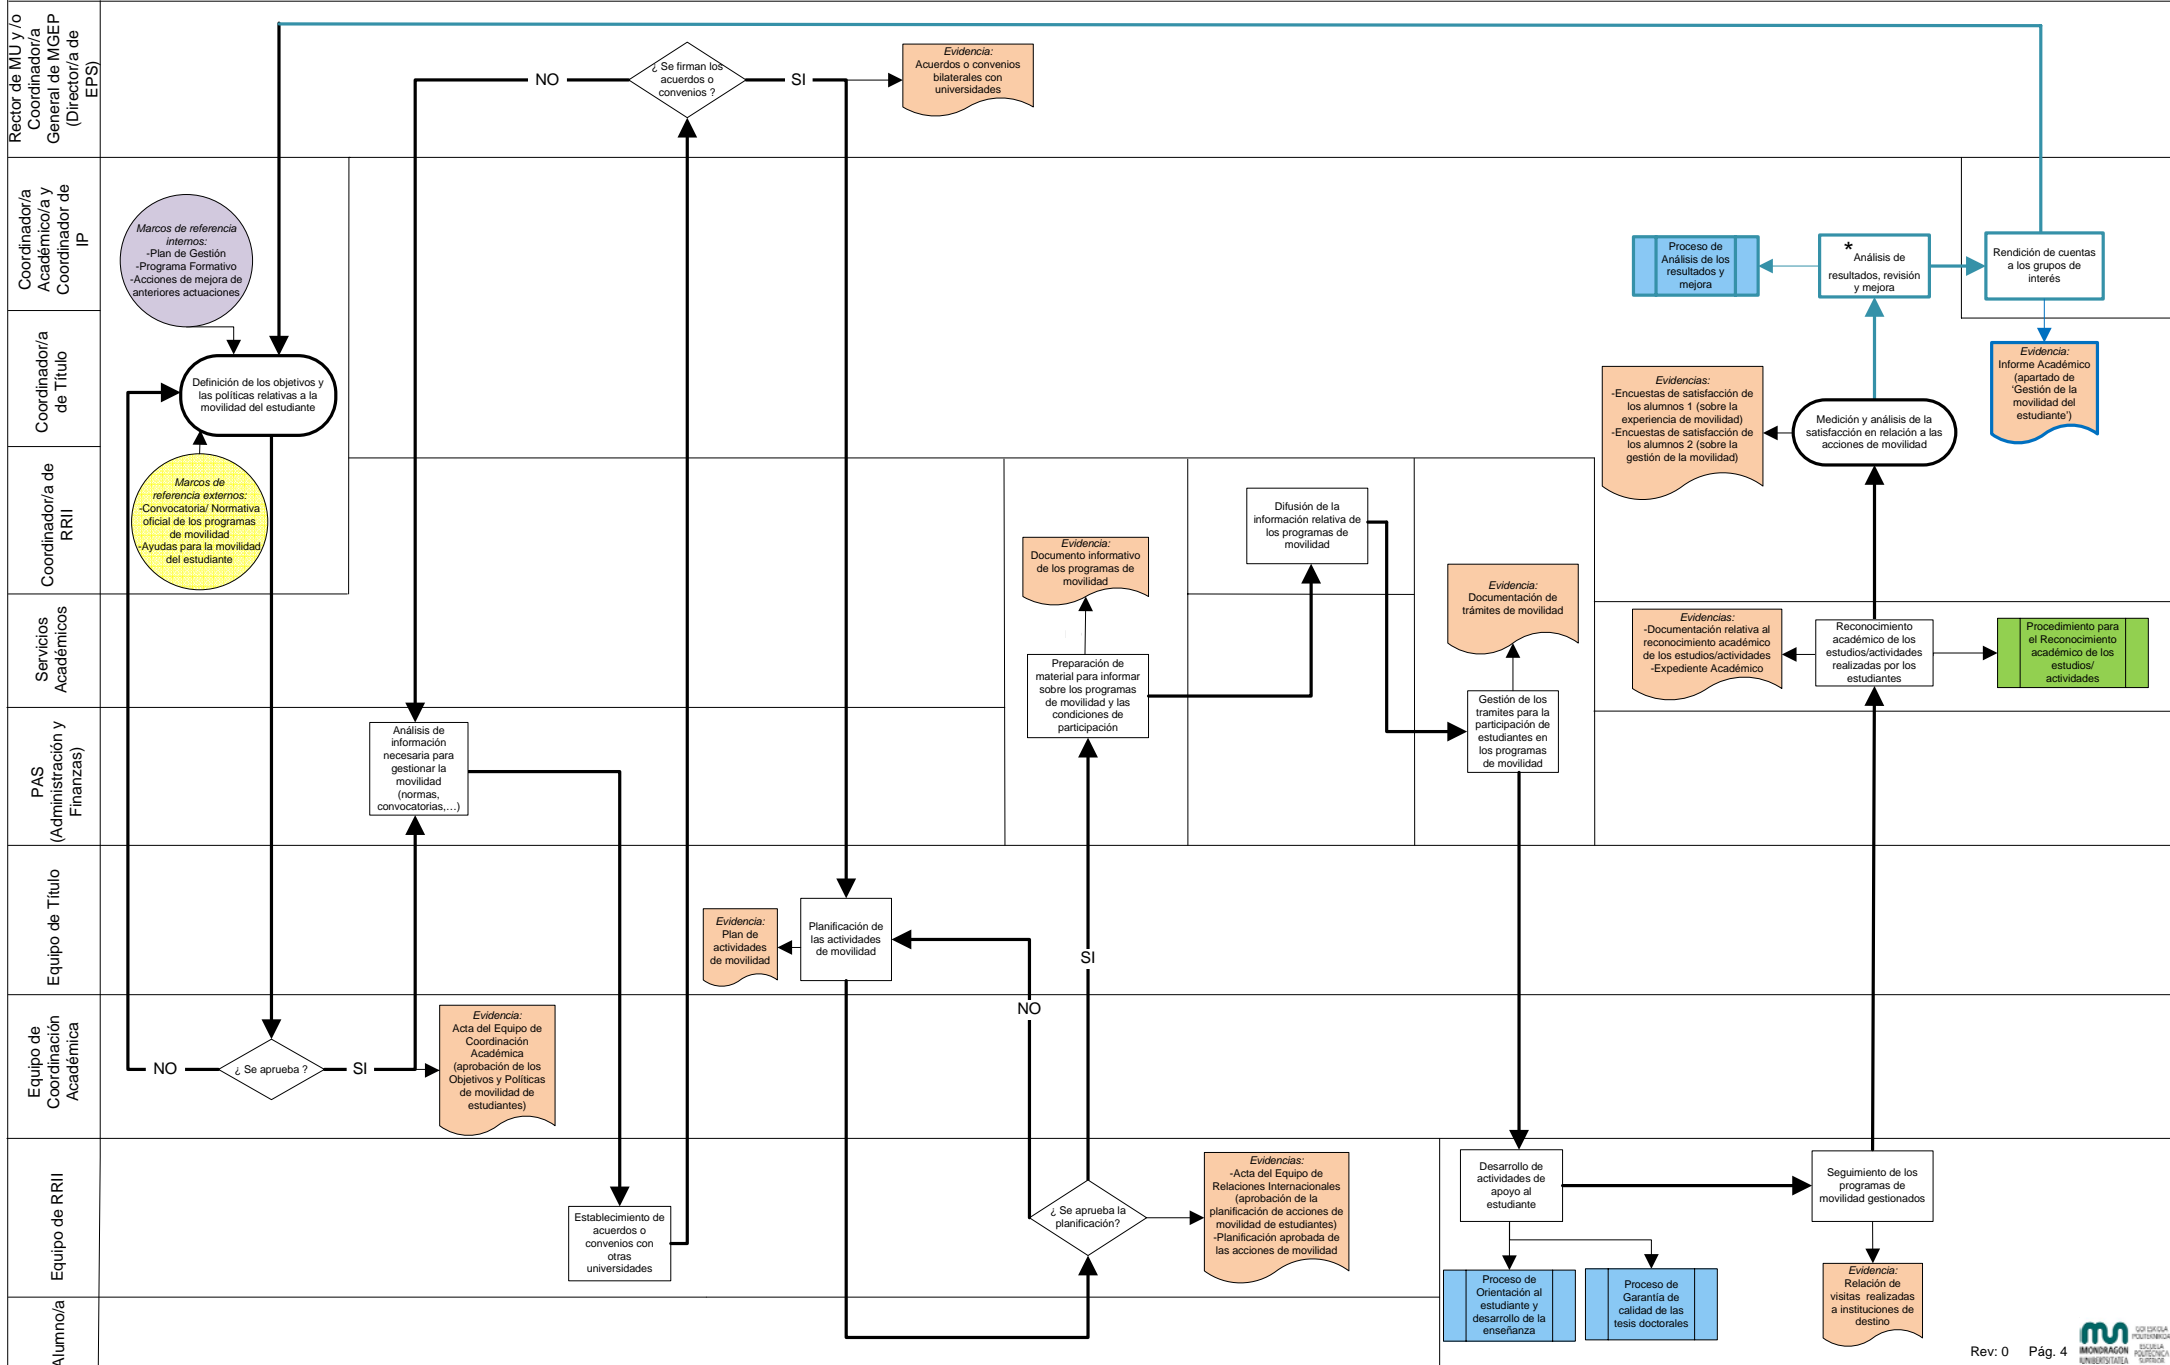 Rector de MU y /o
Coordinador/a
General de MGEP
(Director/a de
EPS)
NO
¿ Se firman los
acuerdos o
convenios ?
SI
Evidencia:
Acuerdos o convenios
bilaterales con
universidades
Coordinador/a
Académico/a y
Coordinador de
IP
Marcos de referencia
internos:
-Plan de Gestión
-Programa Formativo
-Acciones de mejora de
anteriores actuaciones
Proceso de
Análisis de los
resultados y
mejora
*
Análisis de
resultados, revisión
y mejora
Rendición de cuentas
a los grupos de
interés
Coordinador/a
de Título
Definición de los objetivos y
las políticas relativas a la
movilidad del estudiante
Evidencias:
-Encuestas de satisfacción de
los alumnos 1 (sobre la
experiencia de movilidad)
-Encuestas de satisfacción de
los alumnos 2 (sobre la
gestión de la movilidad)
Medición y análisis de la
satisfacción en relación a las
acciones de movilidad
Evidencia:
Informe Académico
(apartado de
'Gestión de la
movilidad del
estudiante')
Coordinador/a de
RRII
Marcos de
referencia externos:
-Convocatoria/ Normativa
oficial de los programas
de movilidad
-Ayudas para la movilidad
del estudiante
Evidencia:
Documento informativo
de los programas de
movilidad
Difusión de la
información relativa de
los programas de
movilidad
Evidencia:
Documentación de
trámites de movilidad
Servicios
Académicos
Preparación de
material para informar
sobre los programas
de movilidad y las
condiciones de
participación
Gestión de los
tramites para la
participación de
estudiantes en
los programas
de movilidad
Evidencias:
-Documentación relativa al
reconocimiento académico
de los estudios/actividades
-Expediente Académico
Reconocimiento
académico de los
estudios/actividades
realizadas por los
estudiantes
Procedimiento para
el Reconocimiento
académico de los
estudios/
actividades
PAS
(Administración y
Finanzas)
Análisis de
información
necesaria para
gestionar la
movilidad
(normas,
convocatorias,…)
Equipo de Título
Evidencia:
Plan de
actividades
de movilidad
Planificación de
las actividades
de movilidad
SI
NO
Equipo de
Coordinación
Académica
NO
¿ Se aprueba ?
SI
Evidencia:
Acta del Equipo de
Coordinación
Académica
(aprobación de los
Objetivos y Políticas
de movilidad de
estudiantes)
Equipo de RRII
Establecimiento de
acuerdos o
convenios con
otras
universidades
¿ Se aprueba la
planificación?
Evidencias:
-Acta del Equipo de
Relaciones Internacionales
(aprobación de la
planificación de acciones de
movilidad de estudiantes)
-Planificación aprobada de
las acciones de movilidad
Desarrollo de
actividades de
apoyo al
estudiante
Seguimiento de los
programas de
movilidad gestionados
Proceso de
Orientación al
estudiante y
desarrollo de la
enseñanza
Proceso de
Garantía de
calidad de las
tesis doctorales
Evidencia:
Relación de
visitas realizadas
a instituciones de
destino
Alumno/a
Rev: 0 Pág. 4
MONDRAGON
UNIBERTSITATEA
GOI ESKOLA
POLITEKNIKOA
ESCUELA
POLITÉCNICA
SUPERIOR